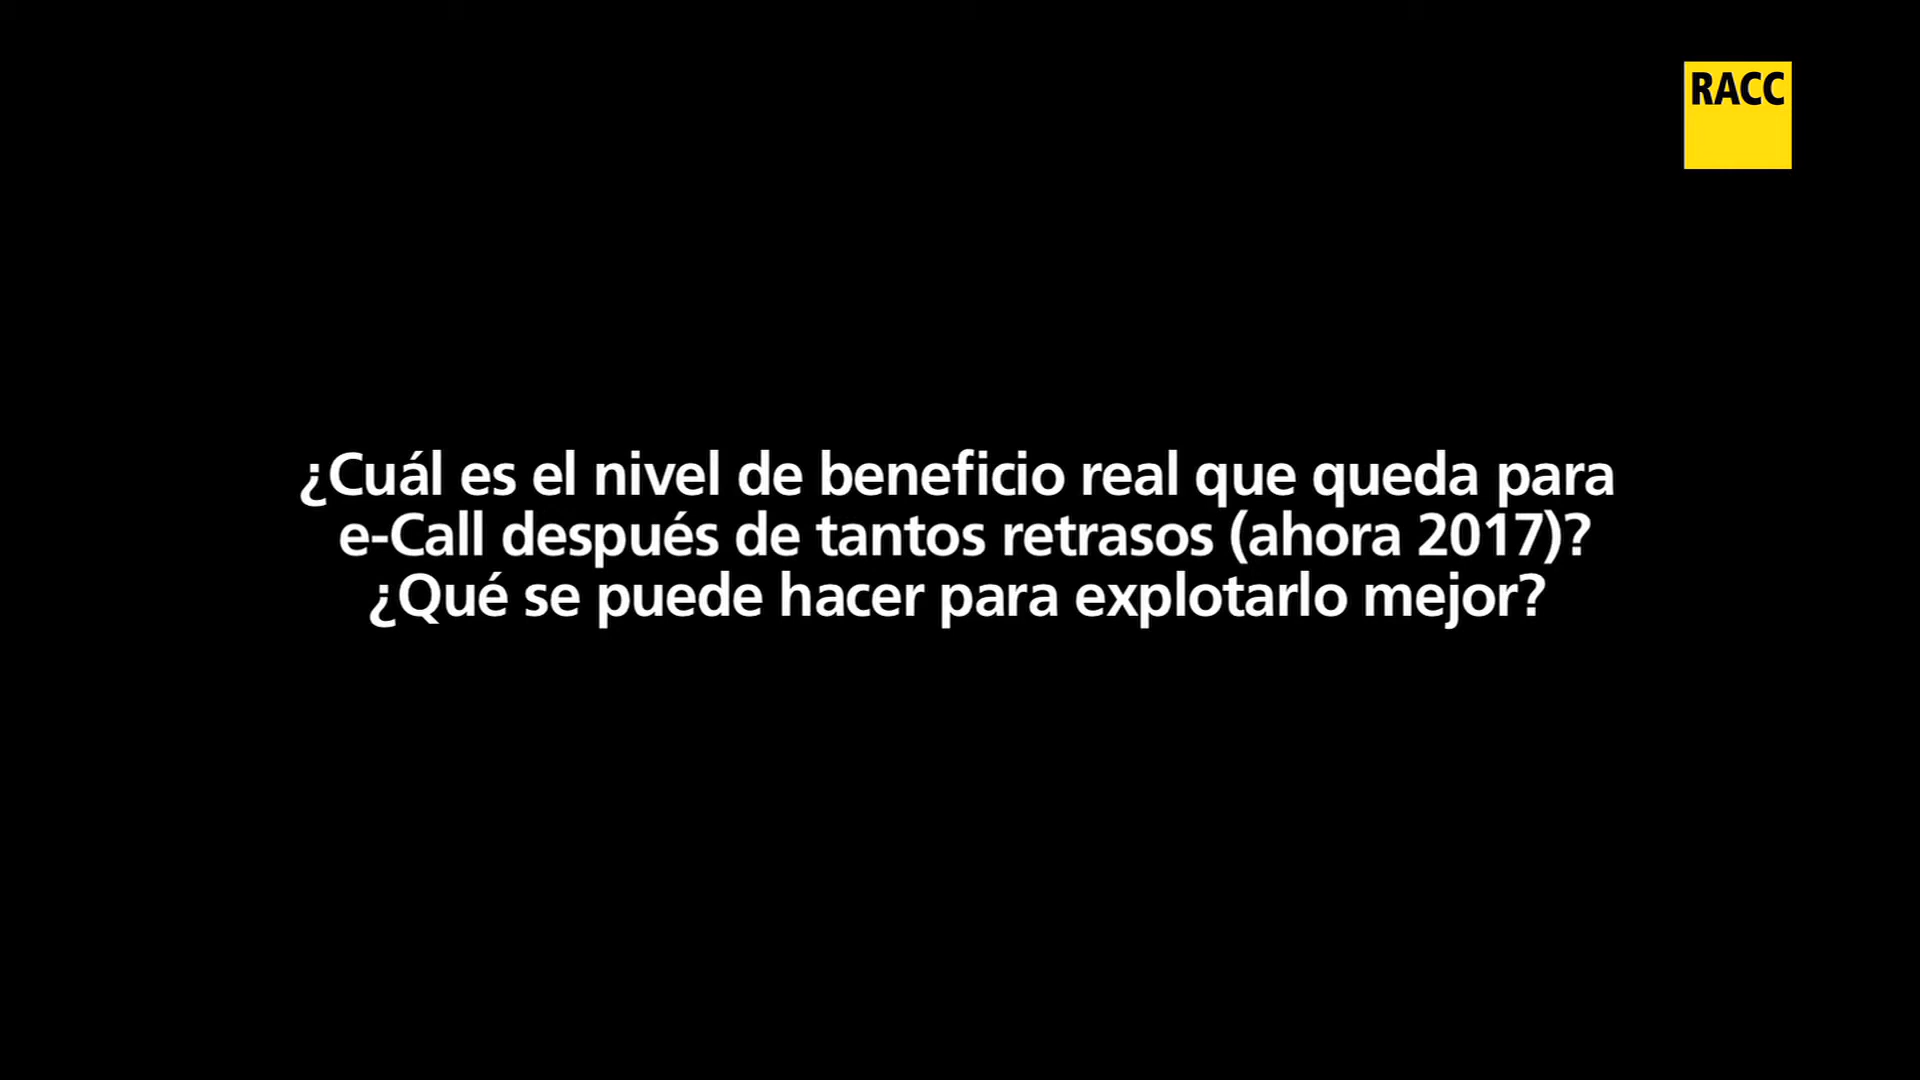 RACC
¿Cuál es el nivel de beneficio real que queda para
e-Call después de tantos retrasos (ahora 2017)?
¿Qué se puede hacer para explotarlo mejor?